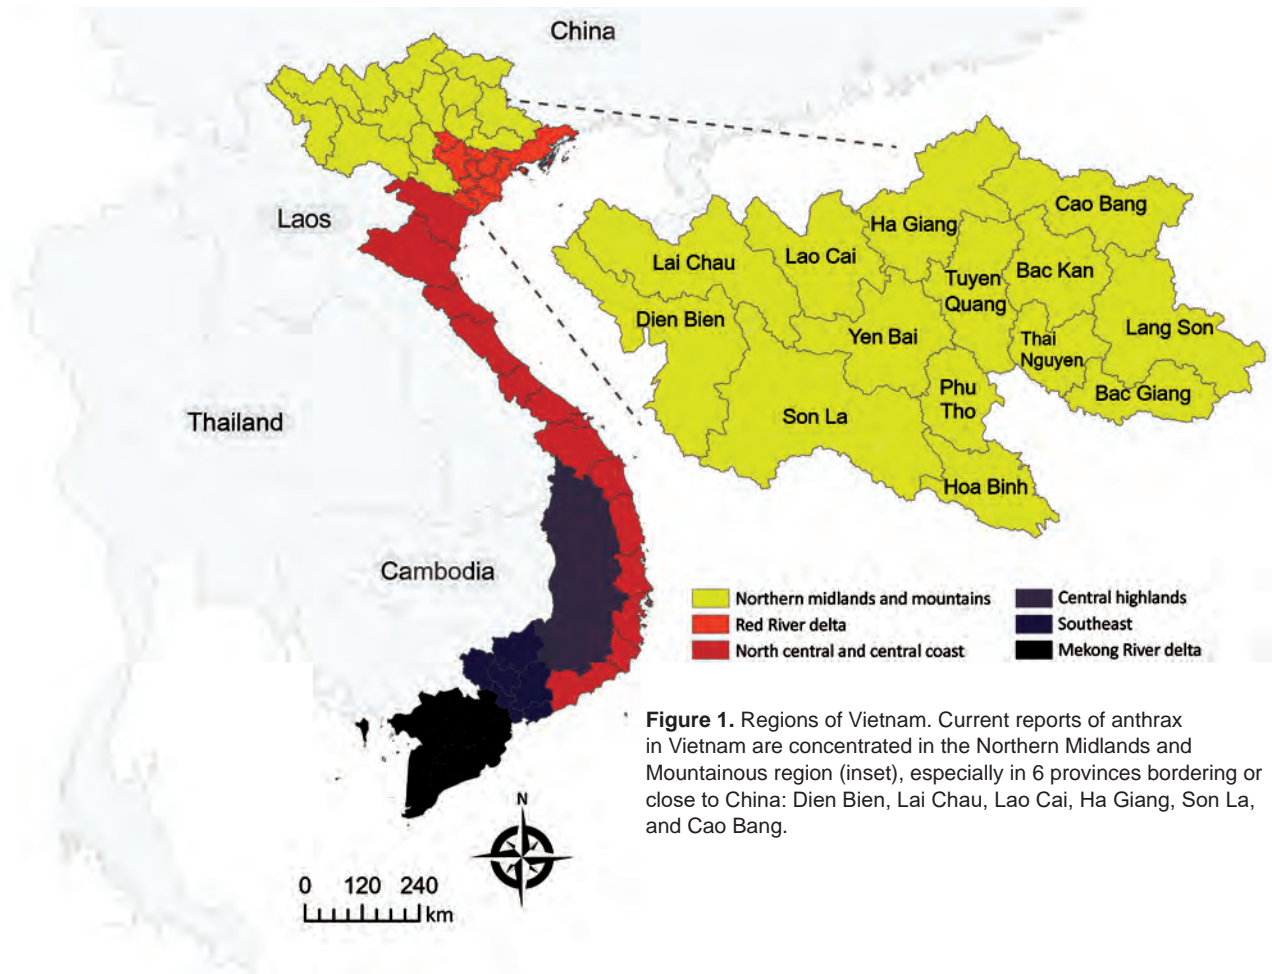 China
Laos
Thailand
Cambodia
Ha Giang
Cao Bang
Lai Chau
Lao Cai
Tuyen
Quang
Bac Kan
Dien Bien
Yen Bai
Thai
Nguyen
Lang Son
Phu
Tho
Bac Giang
Son La
Hoa Binh
Northern midlands and mountains
Red River delta
North central and central coast
Central highlands
Southeast
Mekong River delta
Figure 1. Regions of Vietnam. Current reports of anthrax
in Vietnam are concentrated in the Northern Midlands and
Mountainous region (inset), especially in 6 provinces bordering or
close to China: Dien Bien, Lai Chau, Lao Cai, Ha Giang, Son La,
and Cao Bang.
N
0 120 240
km